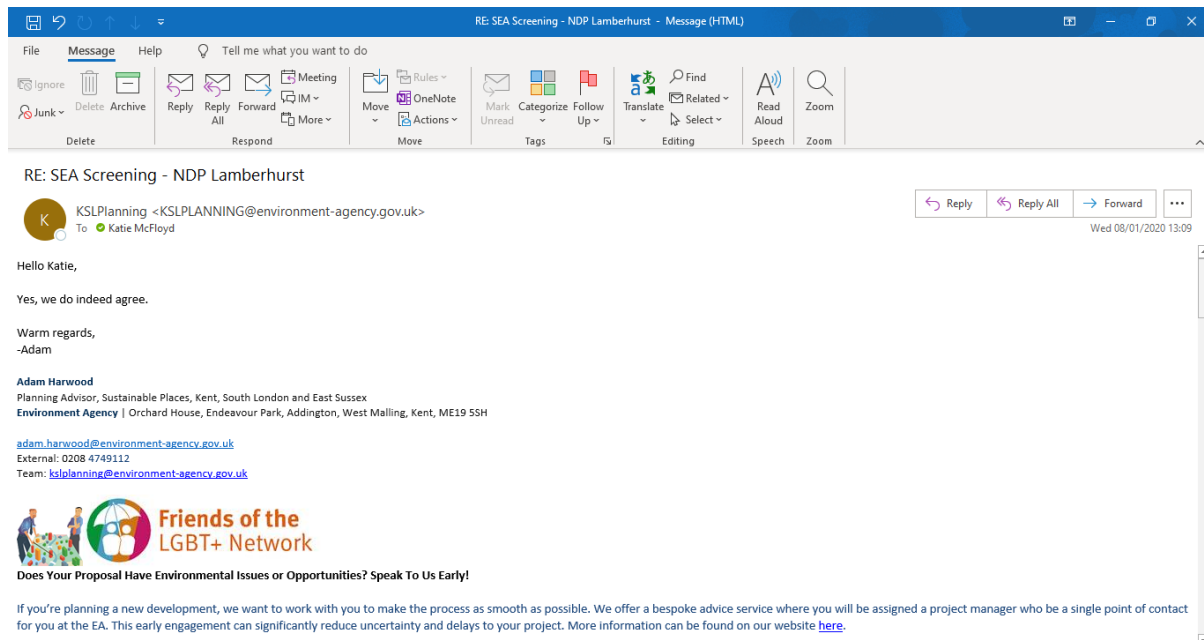 RE: SEA Screening - NDP Lamberhurst - Message (HTML)
File Message Help Tell me what you want to do
Ignore
Junk
Delete
Archive
Reply
Reply All
Forward
Meeting
IM
More
Move
Rules
OneNote
Actions
Mark Unread
Categorize
Follow Up
Translate
Find
Related
Select
Read Aloud
Zoom
Delete Respond Move Tags Editing Speech Zoom
RE: SEA Screening - NDP Lamberhurst
K
KSLPlanning <KSLPLANNING@environment-agency.gov.uk>
To Katie McFloyd
Reply Reply All Forward ...
Wed 08/01/2020 13:09
Hello Katie,
Yes, we do indeed agree.
Warm regards,
-Adam
Adam Harwood
Planning Advisor, Sustainable Places, Kent, South London and East Sussex
Environment Agency | Orchard House, Endeavour Park, Addington, West Malling, Kent, ME19 5SH
adam.harwood@environment-agency.gov.uk
External: 0208 4749112
Team: kslplanning@environment-agency.gov.uk
Friends of the
LGBT+ Network
Does Your Proposal Have Environmental Issues or Opportunities? Speak To Us Early!
If you're planning a new development, we want to work with you to make the process as smooth as possible. We offer a bespoke advice service where you will be assigned a project manager who be a single point of contact
for you at the EA. This early engagement can significantly reduce uncertainty and delays to your project. More information can be found on our website here.